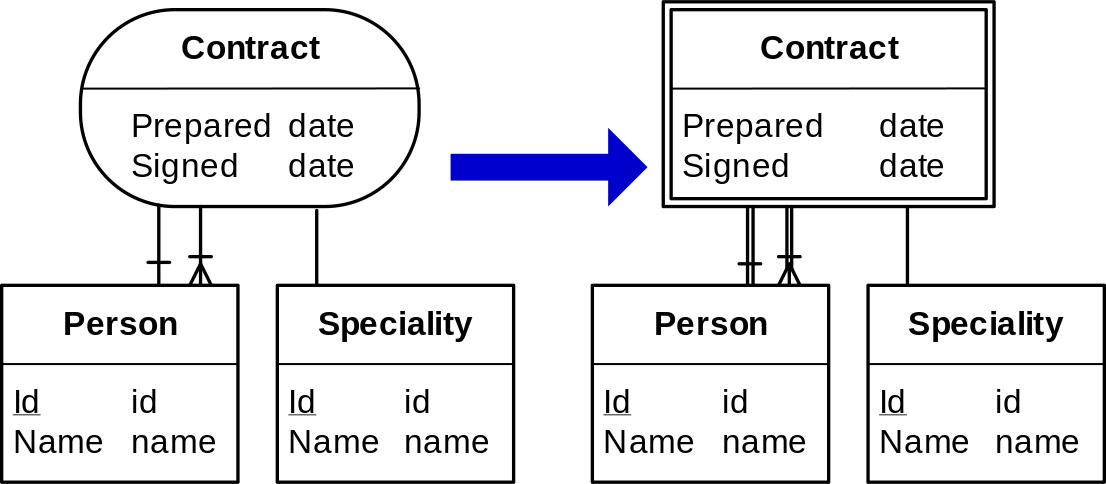 Contract
Prepared date
Signed date
Person
Id id
Name name
Speciality
Id id
Name name
Contract
Prepared date
Signed date
Person
Id id
Name name
Speciality
Id id
Name name